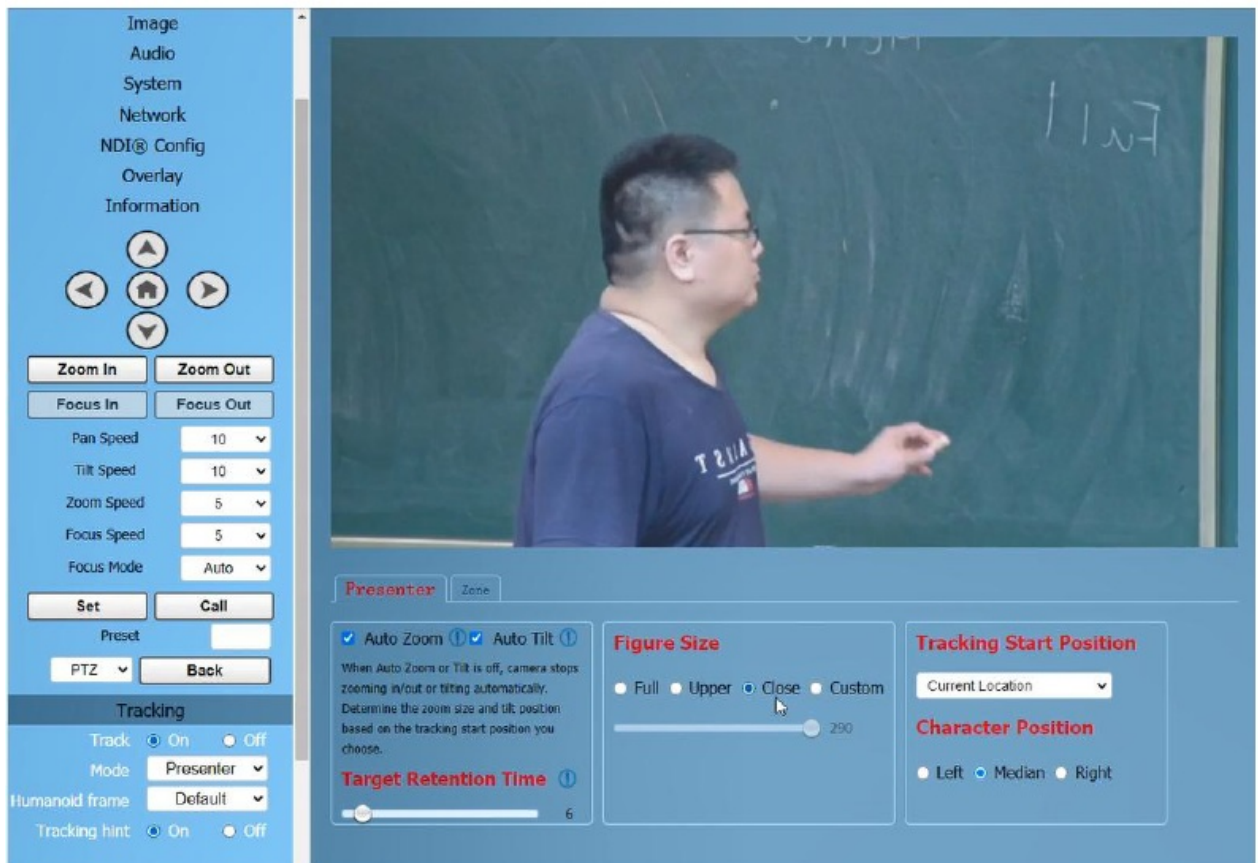 Image
Audio
System
Network
NDI® Config
Overlay
Information
Zoom In Zoom Out
Focus In Focus Out
Pan Speed 10
Tilt Speed 10
Zoom Speed 5
Focus Speed 5
Focus Mode Auto
Set Call
Preset
PTZ Back
Tracking
Track On Off
Mode Presenter
Humanoid frame Default
Tracking hint On Off
Full
Presenter Zone
Auto Zoom Auto Tilt
When Auto Zoom or Tilt is off, camera stops
zooming in/out or tilting automatically.
Determine the zoom size and tilt position
based on the tracking start position you
choose.
Target Retention Time
6
Figure Size
Full Upper Close Custom
290
Tracking Start Position
Current Location
Character Position
Left Median Right